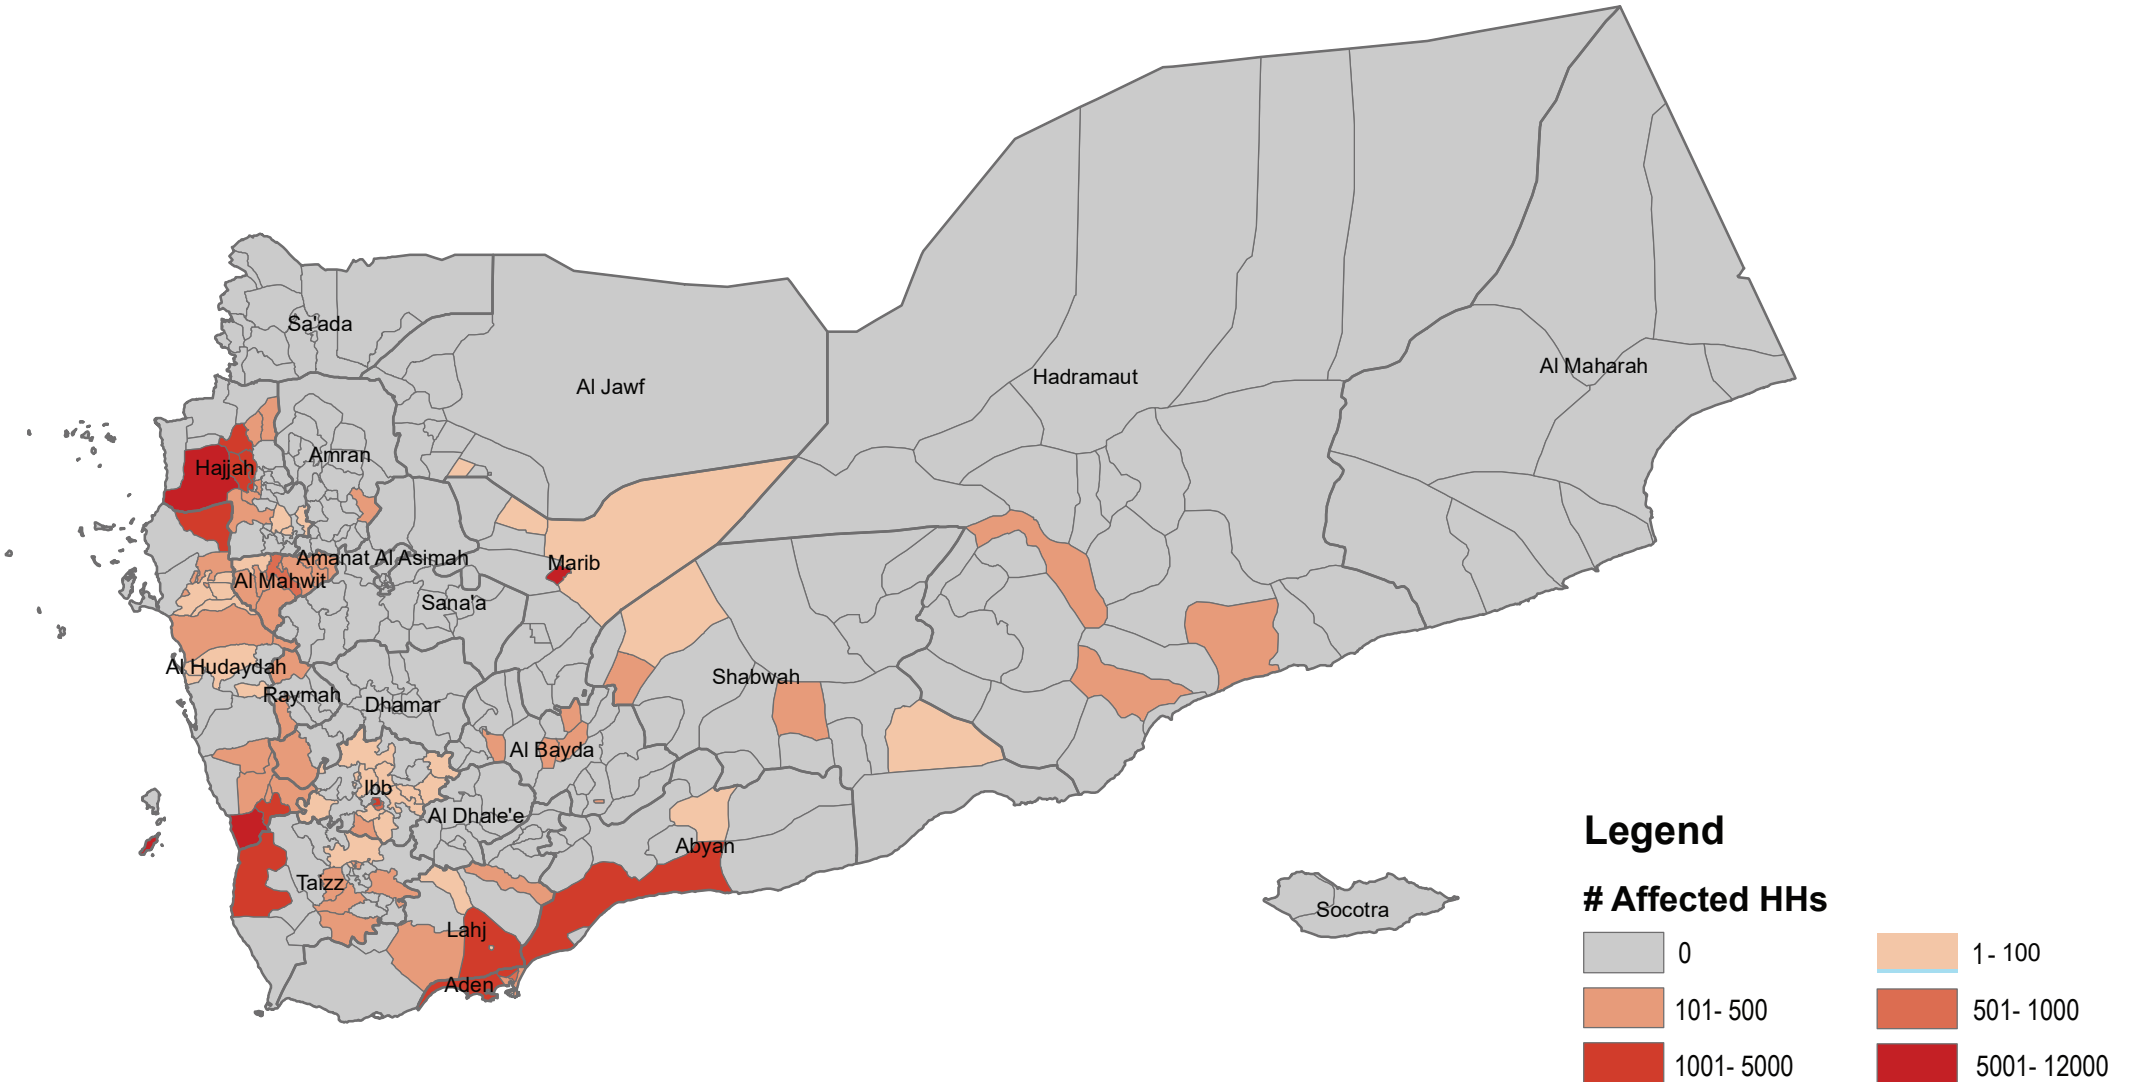 Sa'ada
Al Jawf
Hadramaut
Al Maharah
Hajjah
Amran
Amanat Al Asimah
Marib
Al Mahwit
Sana'a
Al Hudaydah
Raymah
Dhamar
Shabwah
Al Bayda
Ibb
Al Dhale'e
Abyan
Taizz
Lahj
Aden
Socotra
Legend
# Affected HHs
0
1- 100
101- 500
501- 1000
1001- 5000
5001- 12000